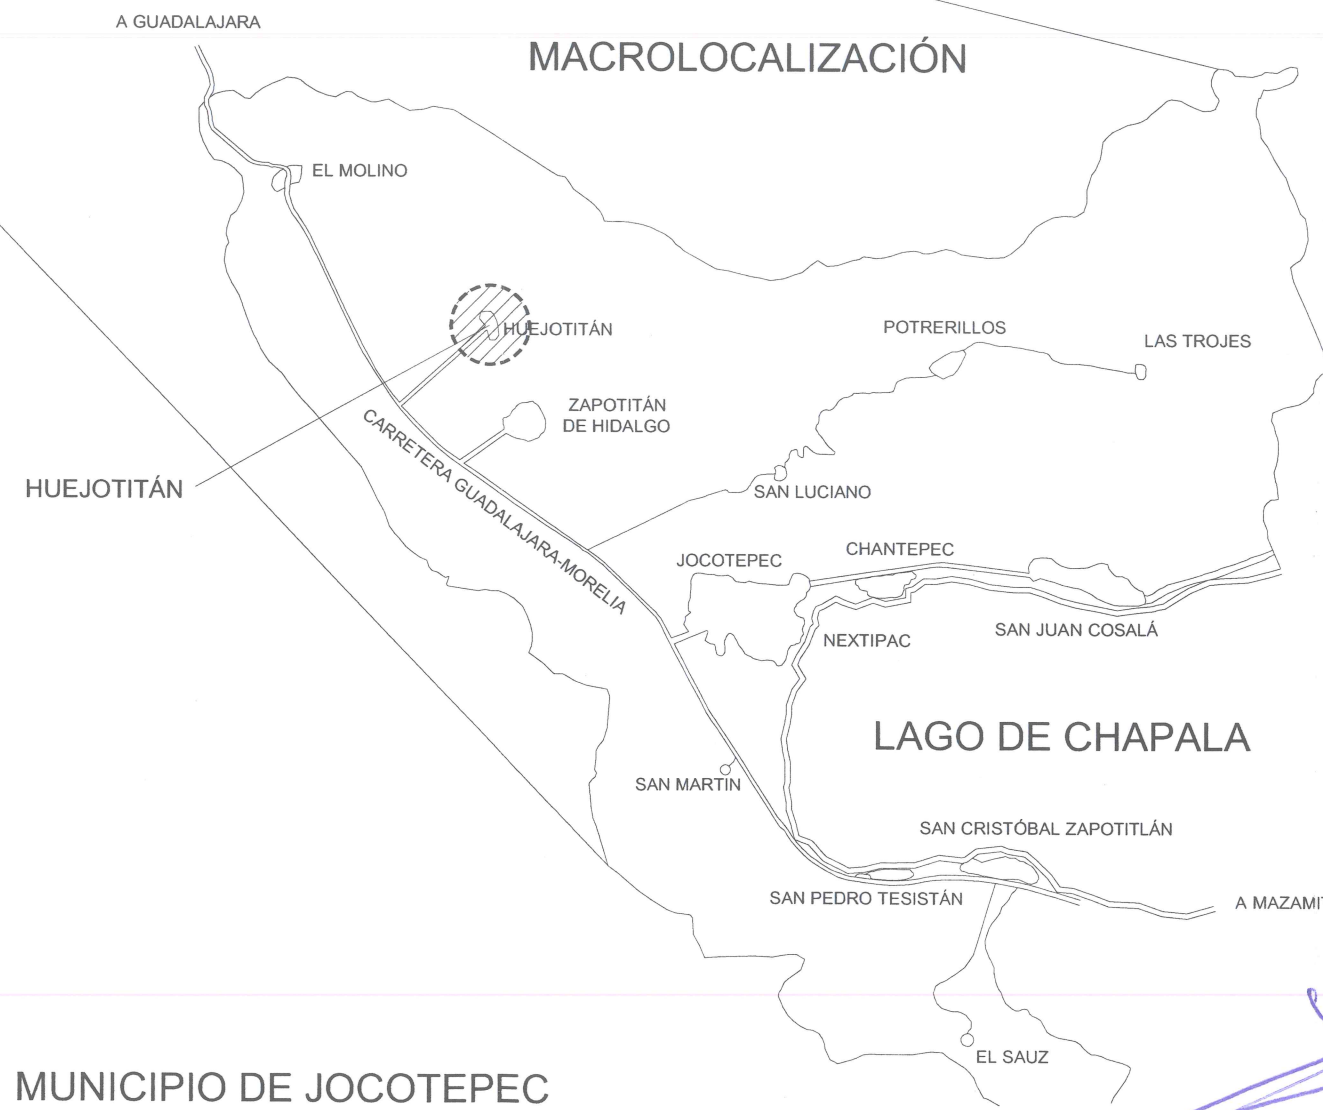 A GUADALAJARA
MACROLOCALIZACIÓN
EL MOLINO
HUEJOTITÁN
POTRERILLOS
LAS TROJES
ZAPOTITÁN
DE HIDALGO
CARRETERA GUADALAJARA-MORELIA
HUEJOTITÁN
SAN LUCIANO
JOCOTEPEC
CHANTEPEC
NEXTIPAC
SAN JUAN COSALÁ
LAGO DE CHAPALA
SAN MARTIN
SAN CRISTÓBAL ZAPOTITLÁN
SAN PEDRO TESISTÁN
A MAZAMIT
EL SAUZ
MUNICIPIO DE JOCOTEPEC